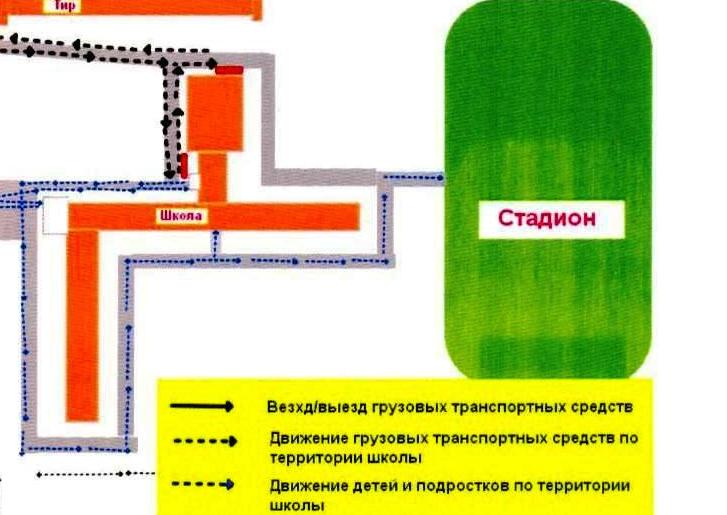 Тир
Школа
Стадион
Везхд/выезд грузовых транспортных средств
Движение грузовых транспортных средств по
территории школы
Движение детей и подростков по территории
школы